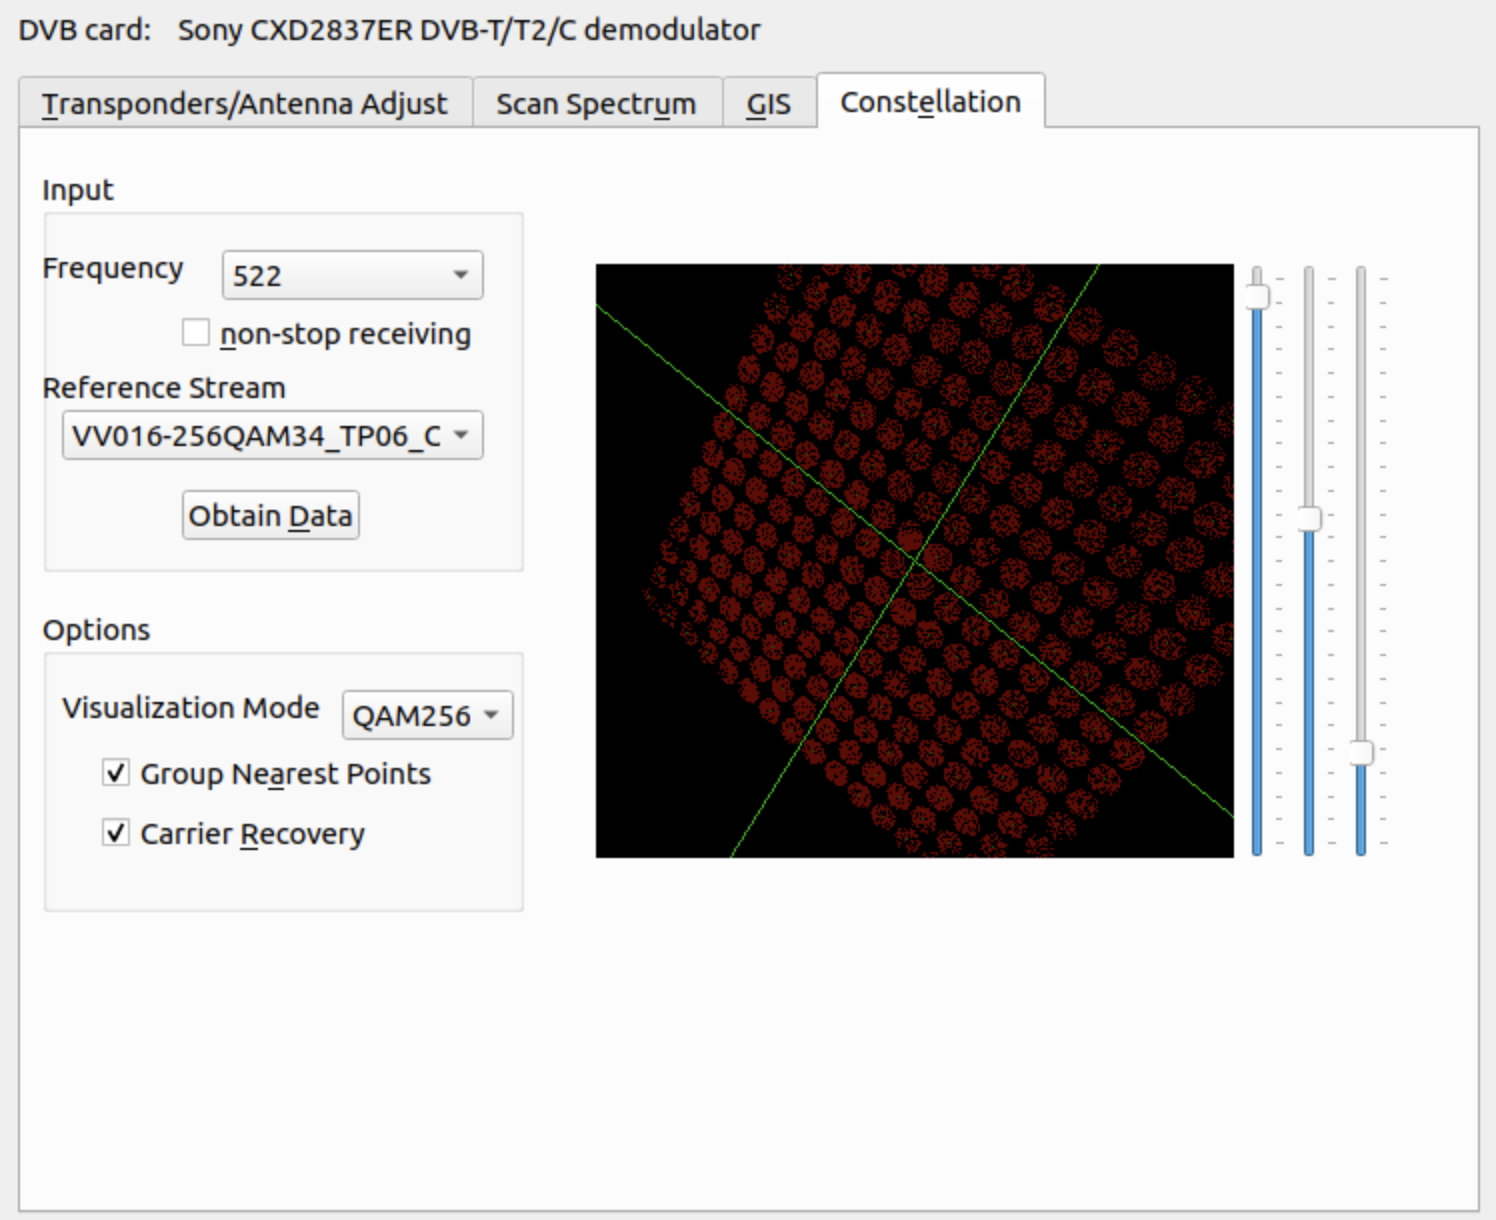 DVB card: Sony CXD2837ER DVB-T/T2/C demodulator
Transponders/Antenna Adjust Scan Spectrum GIS Constellation
Input
Frequency 522
non-stop receiving
Reference Stream
VV016-256QAM34_TP06_C
Obtain Data
Options
Visualization Mode QAM256
Group Nearest Points
Carrier Recovery